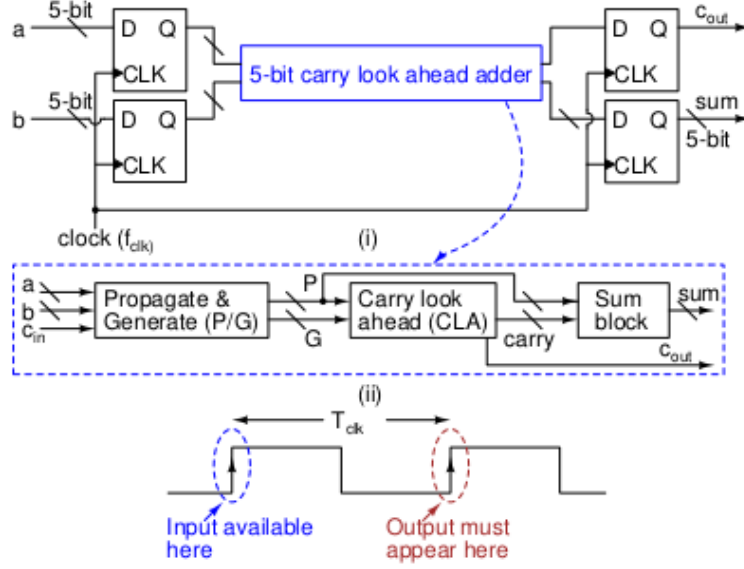 a 5-bit D Q CLK
5-bit carry look ahead adder
D Q CLK c_out
b 5-bit D Q CLK
D Q CLK sum 5-bit
clock (f_clk)
(i)
a
b
c_in
Propagate &
Generate (P/G)
P
G
Carry look
ahead (CLA)
carry
Sum
block
sum
c_out
(ii)
T_clk
Input available
here
Output must
appear here